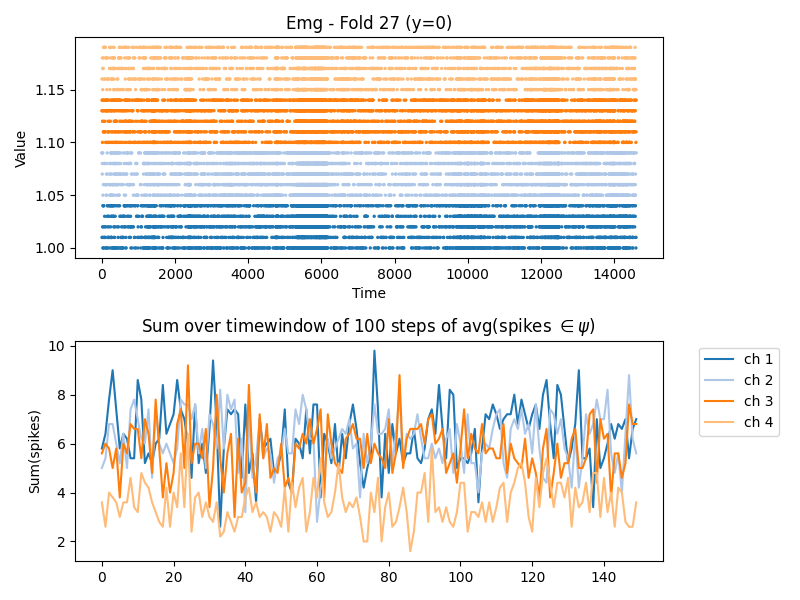 Emg - Fold 27 (y=0)
Value
1.15
1.10
1.05
1.00
0 2000 4000 6000 8000 10000 12000 14000
Time
Sum over timewindow of 100 steps of avg(spikes ∈ ψ)
Sum(spikes)
10
8
6
4
2
0 20 40 60 80 100 120 140
ch 1
ch 2
ch 3
ch 4